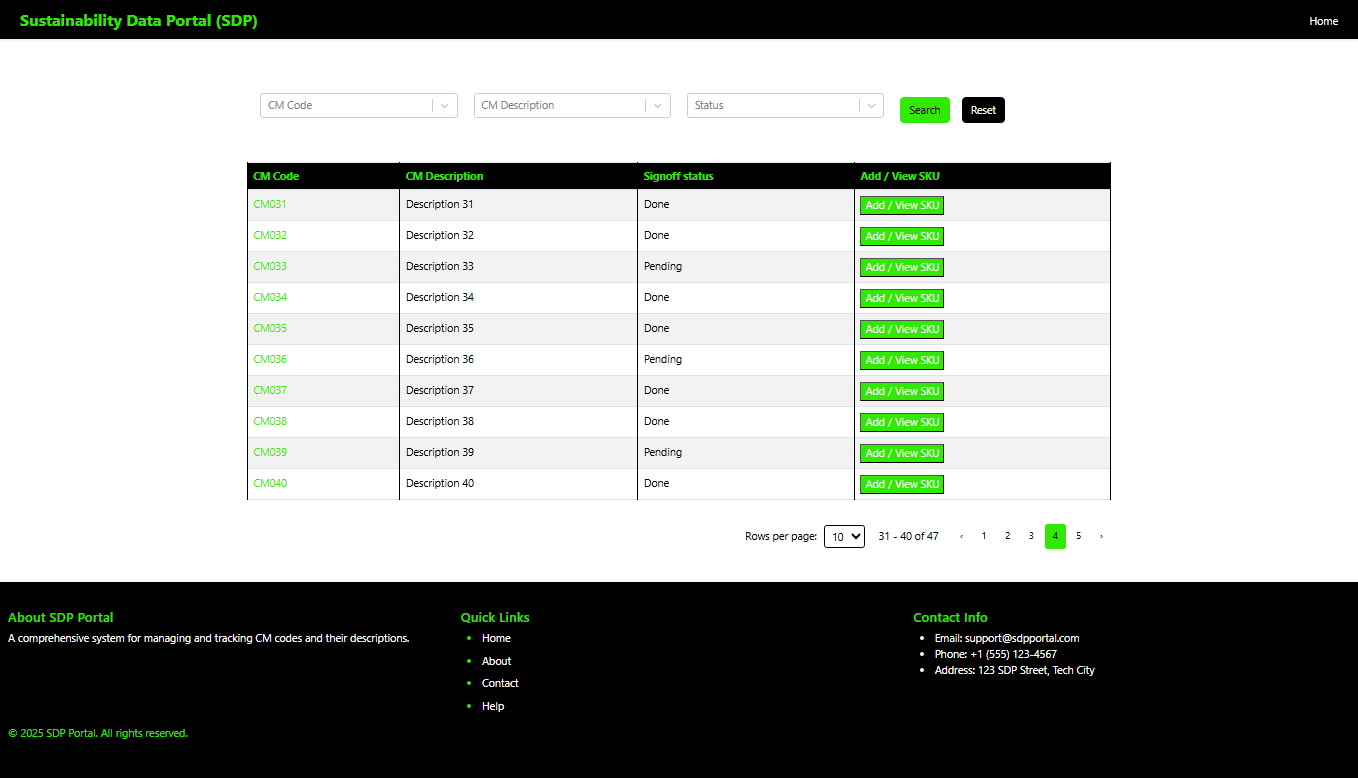 Sustainability Data Portal (SDP) Home
CM Code CM Description Status Search Reset
CM Code CM Description Signoff status Add / View SKU
CM031 Description 31 Done Add / View SKU
CM032 Description 32 Done Add / View SKU
CM033 Description 33 Pending Add / View SKU
CM034 Description 34 Done Add / View SKU
CM035 Description 35 Done Add / View SKU
CM036 Description 36 Pending Add / View SKU
CM037 Description 37 Done Add / View SKU
CM038 Description 38 Done Add / View SKU
CM039 Description 39 Pending Add / View SKU
CM040 Description 40 Done Add / View SKU
Rows per page: 10 31 - 40 of 47 ‹ 1 2 3 4 5 ›
About SDP Portal
A comprehensive system for managing and tracking CM codes and their descriptions.
Quick Links
• Home
• About
• Contact
• Help
Contact Info
• Email: support@sdpportal.com
• Phone: +1 (555) 123-4567
• Address: 123 SDP Street, Tech City
© 2025 SDP Portal. All rights reserved.